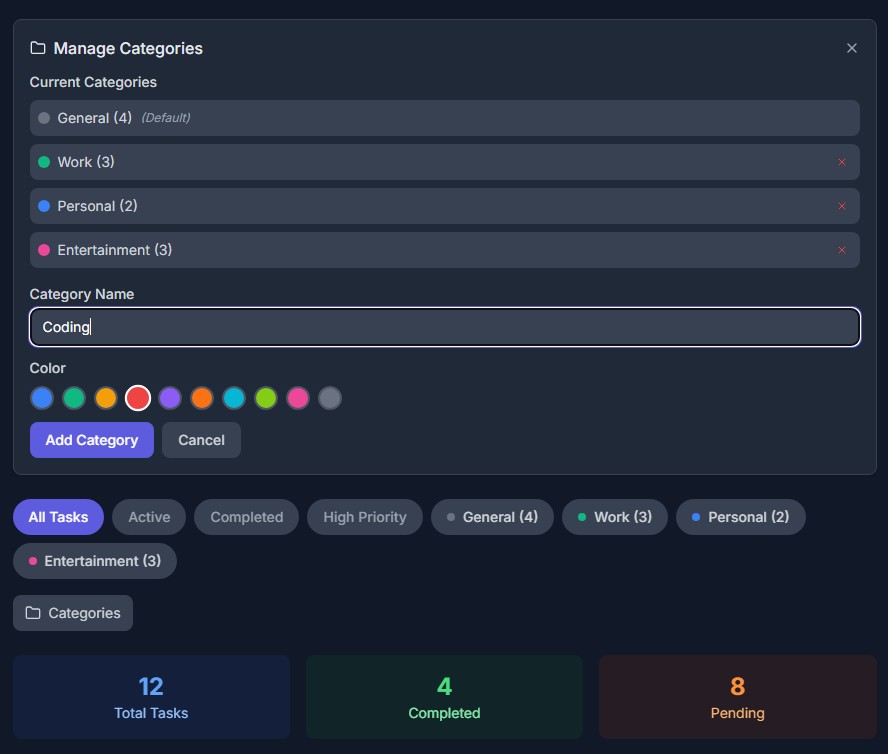 Manage Categories
Current Categories
General (4) (Default)
Work (3)
Personal (2)
Entertainment (3)
Category Name
Coding
Color
Add Category Cancel
All Tasks Active Completed High Priority General (4) Work (3) Personal (2)
Entertainment (3)
Categories
12 4 8
Total Tasks Completed Pending